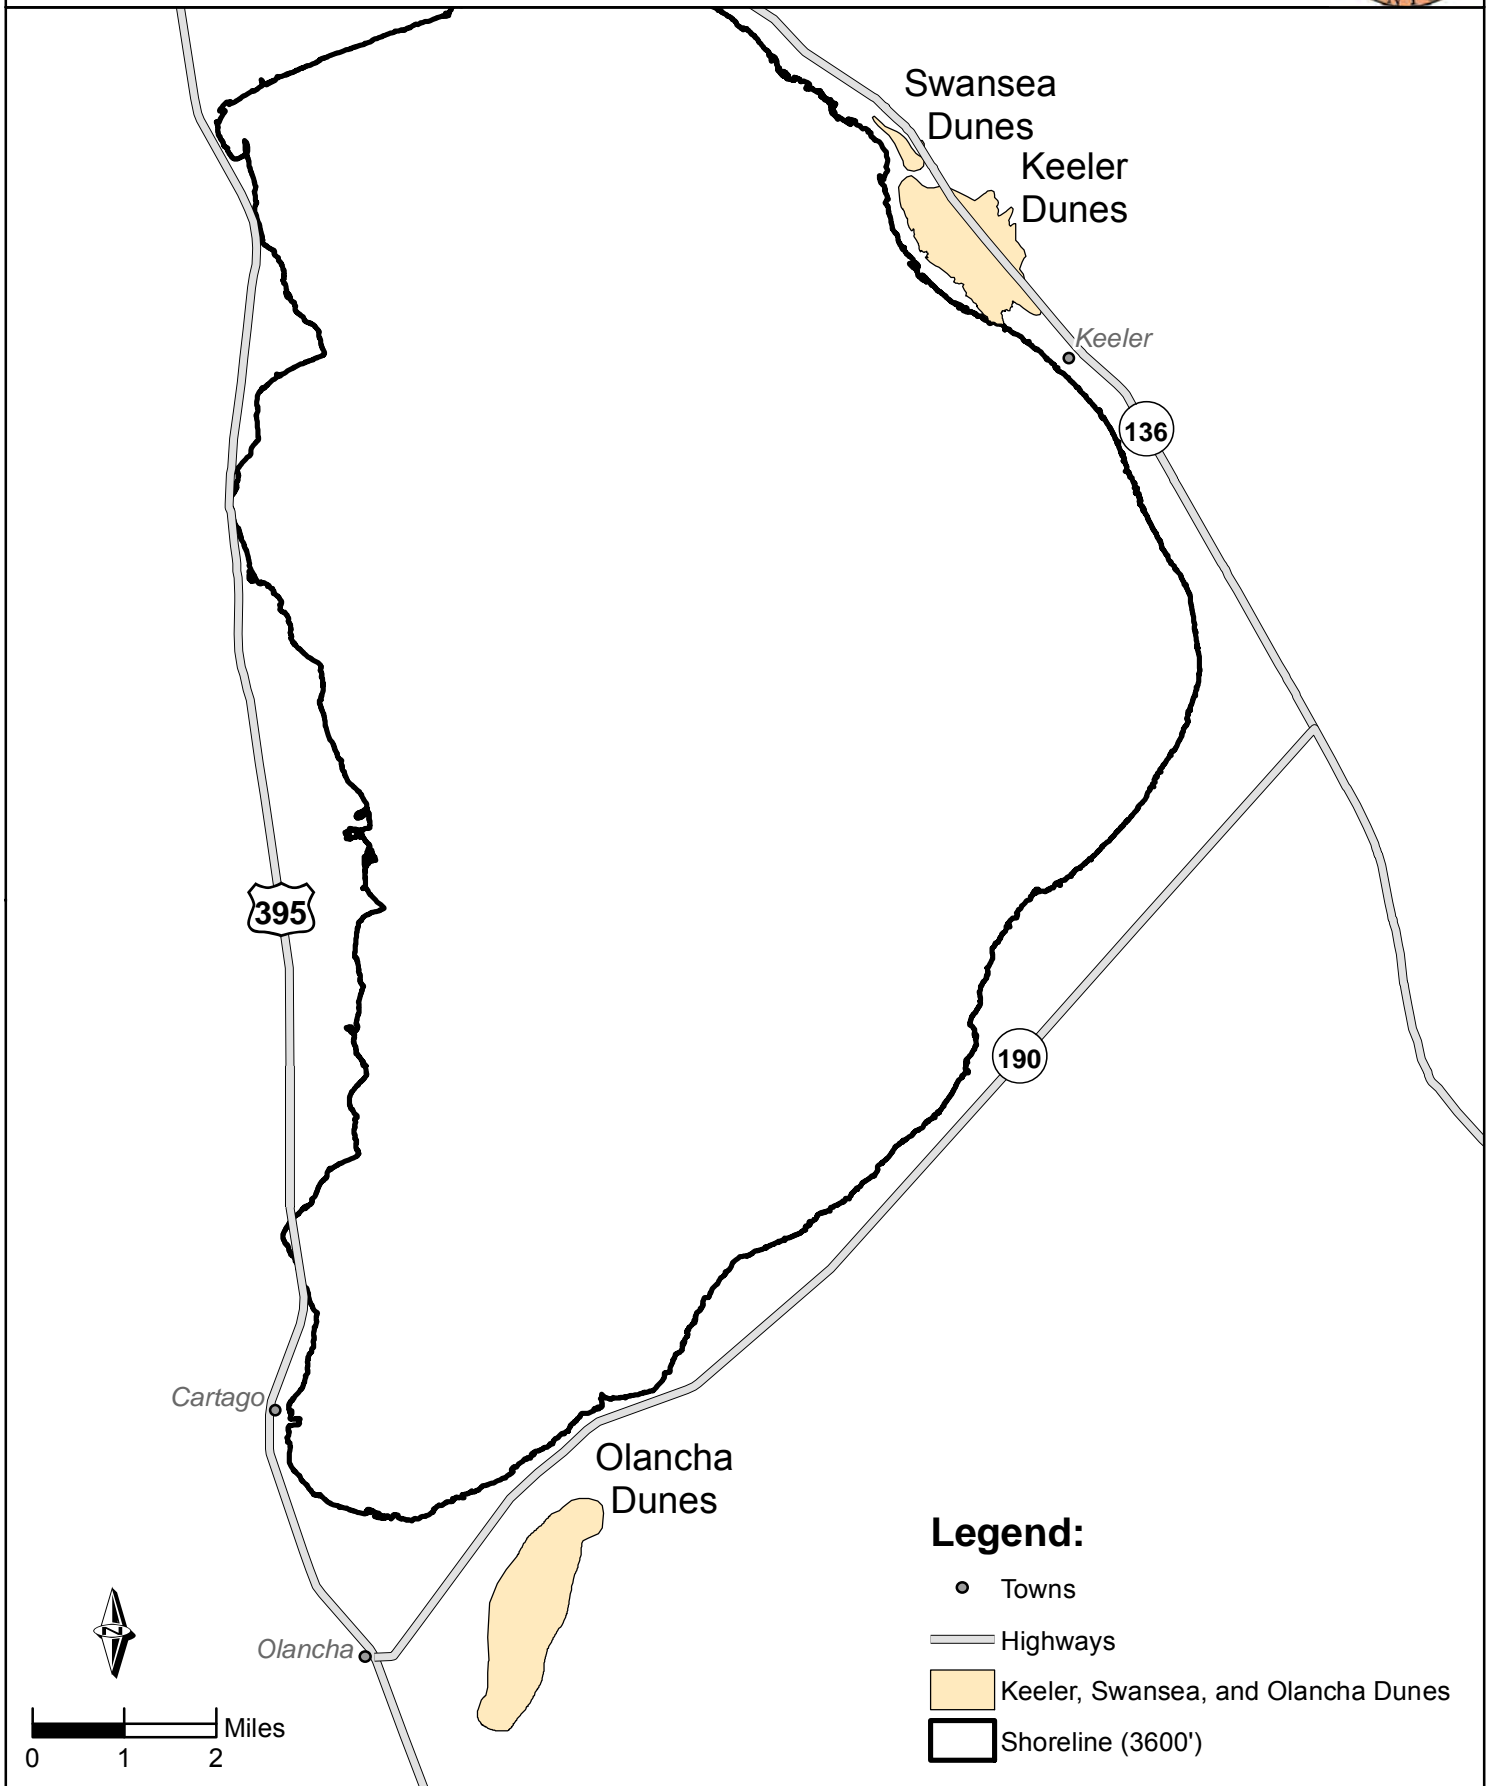 Swansea
Dunes
Keeler
Dunes
Keeler
136
395
190
Cartago
Olancha
Dunes
Olancha
N
0 1 2 Miles
Legend:
Towns
Highways
Keeler, Swansea, and Olancha Dunes
Shoreline (3600')